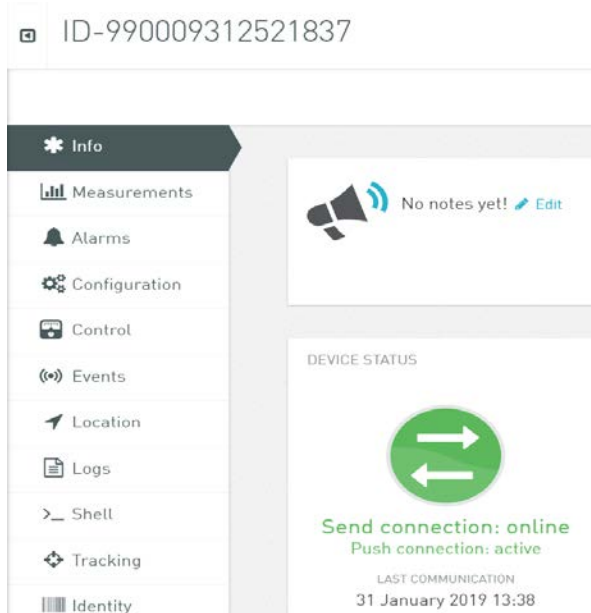 ID-990009312521837
Info
Measurements
Alarms
Configuration
Control
Events
Location
Logs
>_ Shell
Tracking
Identity
No notes yet! Edit
DEVICE STATUS
Send connection: online
Push connection: active
LAST COMMUNICATION
31 January 2019 13:38